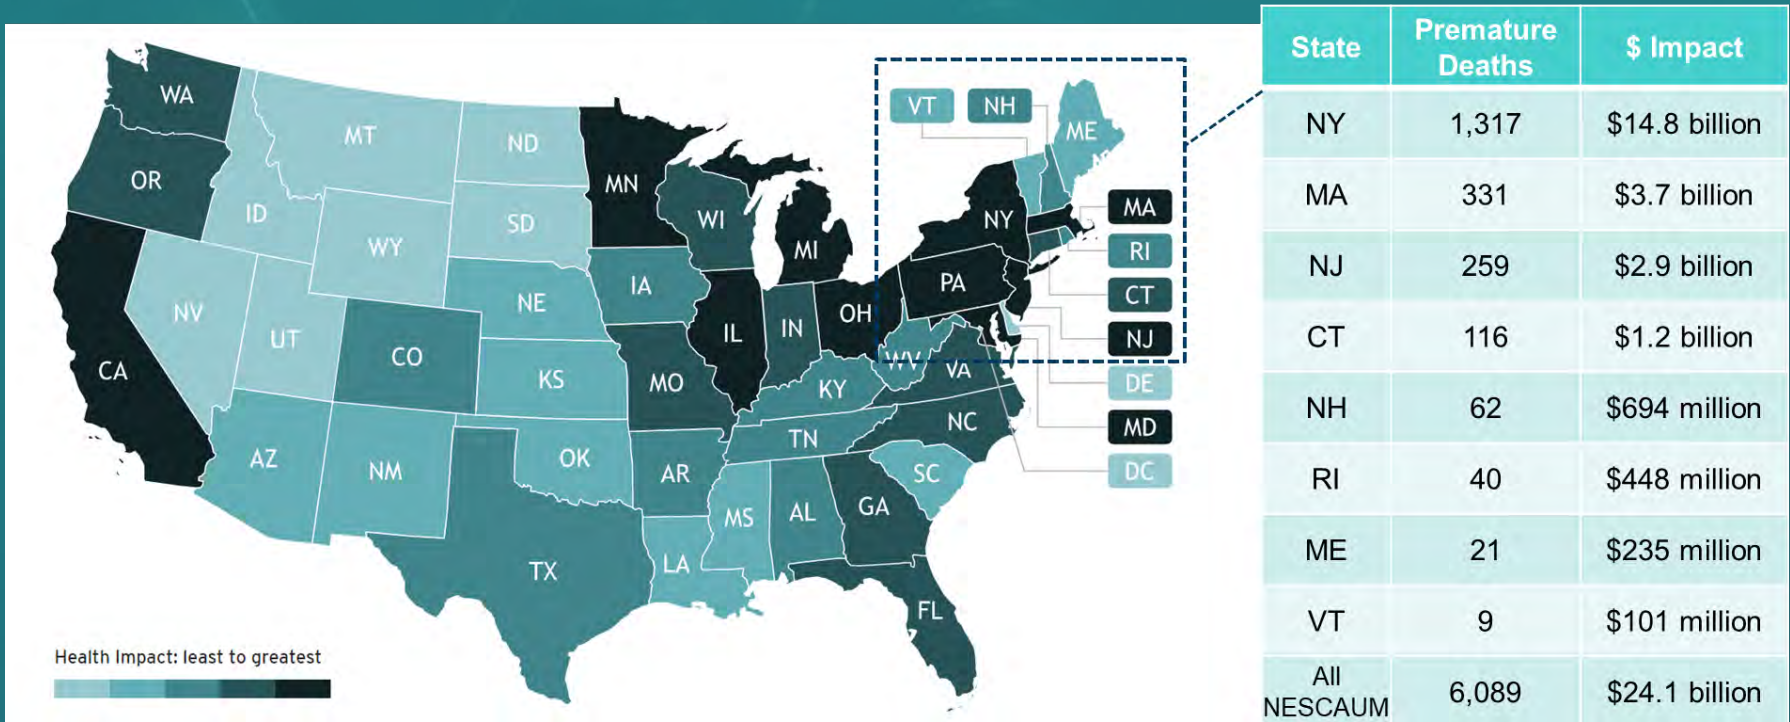 WA
MT
ND
MN
VT
NH
ME
OR
ID
SD
WI
MI
NY
MA
WY
RI
IA
PA
CT
NE
NV
UT
CO
IL
IN
OH
NJ
CA
KS
MO
WV
VA
KY
DE
AZ
NM
OK
AR
TN
NC
MD
SC
DC
MS
AL
GA
LA
TX
FL
Health Impact: least to greatest
State Premature Deaths $ Impact
NY 1,317 $14.8 billion
MA 331 $3.7 billion
NJ 259 $2.9 billion
CT 116 $1.2 billion
NH 62 $694 million
RI 40 $448 million
ME 21 $235 million
VT 9 $101 million
All NESCAUM 6,089 $24.1 billion